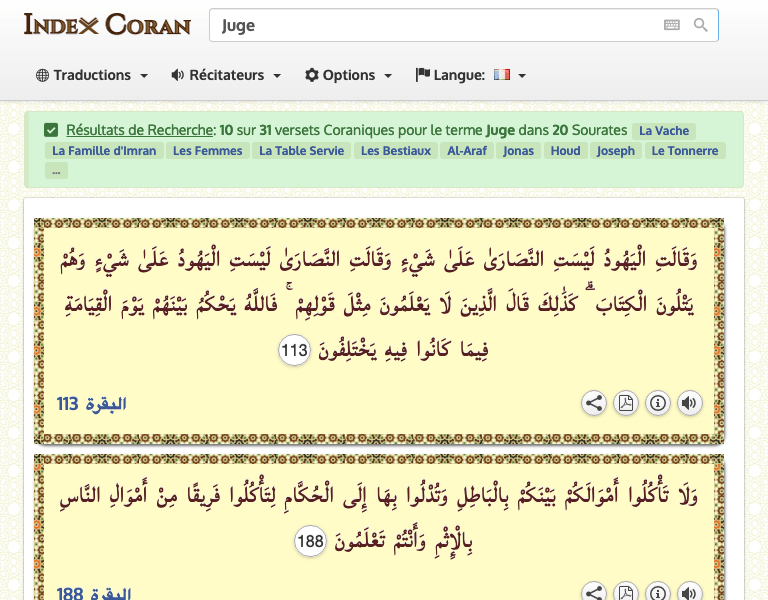 INDEX CORAN
Juge
Traductions
Récitateurs
Options
Langue:
Résultats de Recherche: 10 sur 31 versets Coraniques pour le terme Juge dans 20 Sourates La Vache
La Famille d'Imran Les Femmes La Table Servie Les Bestiaux Al-Araf Jonas Houd Joseph Le Tonnerre
...
وَقَالَتِ الْيَهُودُ لَيْسَتِ النَّصَارَىٰ عَلَىٰ شَيْءٍ وَقَالَتِ النَّصَارَىٰ لَيْسَتِ الْيَهُودُ عَلَىٰ شَيْءٍ وَهُمْ
يَتْلُونَ الْكِتَابَ ۗ كَذَٰلِكَ قَالَ الَّذِينَ لَا يَعْلَمُونَ مِثْلَ قَوْلِهِمْ ۚ فَاللَّهُ يَحْكُمُ بَيْنَهُمْ يَوْمَ الْقِيَامَةِ
فِيمَا كَانُوا فِيهِ يَخْتَلِفُونَ 113
البقرة 113
وَلَا تَأْكُلُوا أَمْوَالَكُمْ بَيْنَكُمْ بِالْبَاطِلِ وَتُدْلُوا بِهَا إِلَى الْحُكَّامِ لِتَأْكُلُوا فَرِيقًا مِنْ أَمْوَالِ النَّاسِ
بِالْإِثْمِ وَأَنْتُمْ تَعْلَمُونَ 188
البقرة 188